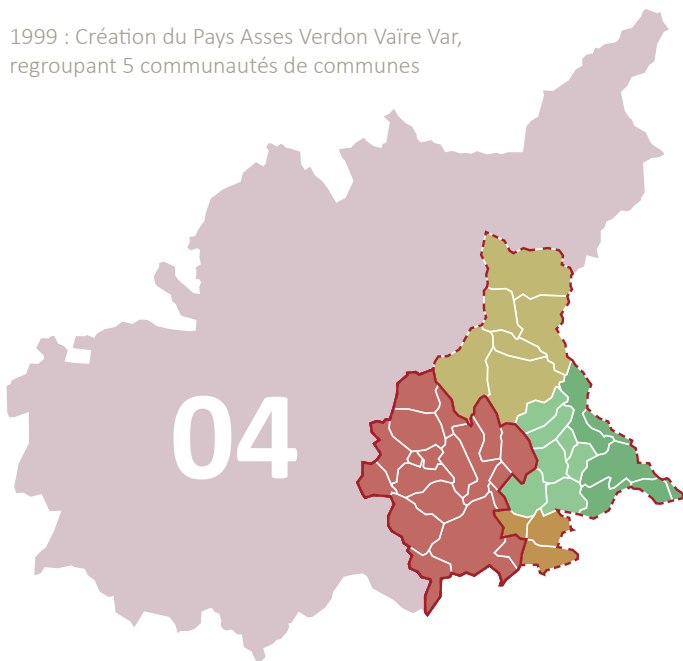 1999 : Création du Pays Asses Verdon Vaïre Var,
regroupant 5 communautés de communes
04